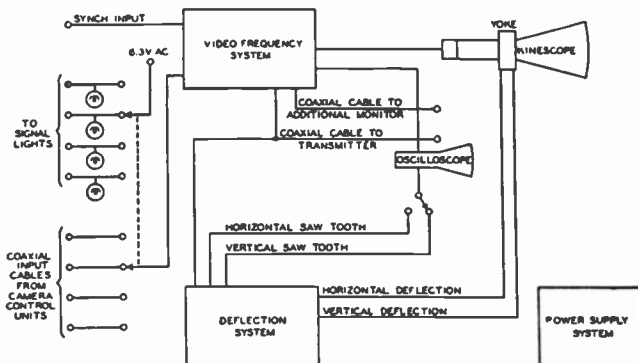 SYNCH INPUT
6.3V AC
VIDEO FREQUENCY
SYSTEM
YOKE
KINESCOPE
TO
SIGNAL
LIGHTS
COAXIAL CABLE TO
ADDITIONAL MONITOR
COAXIAL CABLE TO
TRANSMITTER
OSCILLOSCOPE
HORIZONTAL SAW TOOTH
VERTICAL SAW TOOTH
COAXIAL
INPUT
CABLES
FROM
CAMERA
CONTROL
UNITS
DEFLECTION
SYSTEM
HORIZONTAL DEFLECTION
VERTICAL DEFLECTION
POWER SUPPLY
SYSTEM